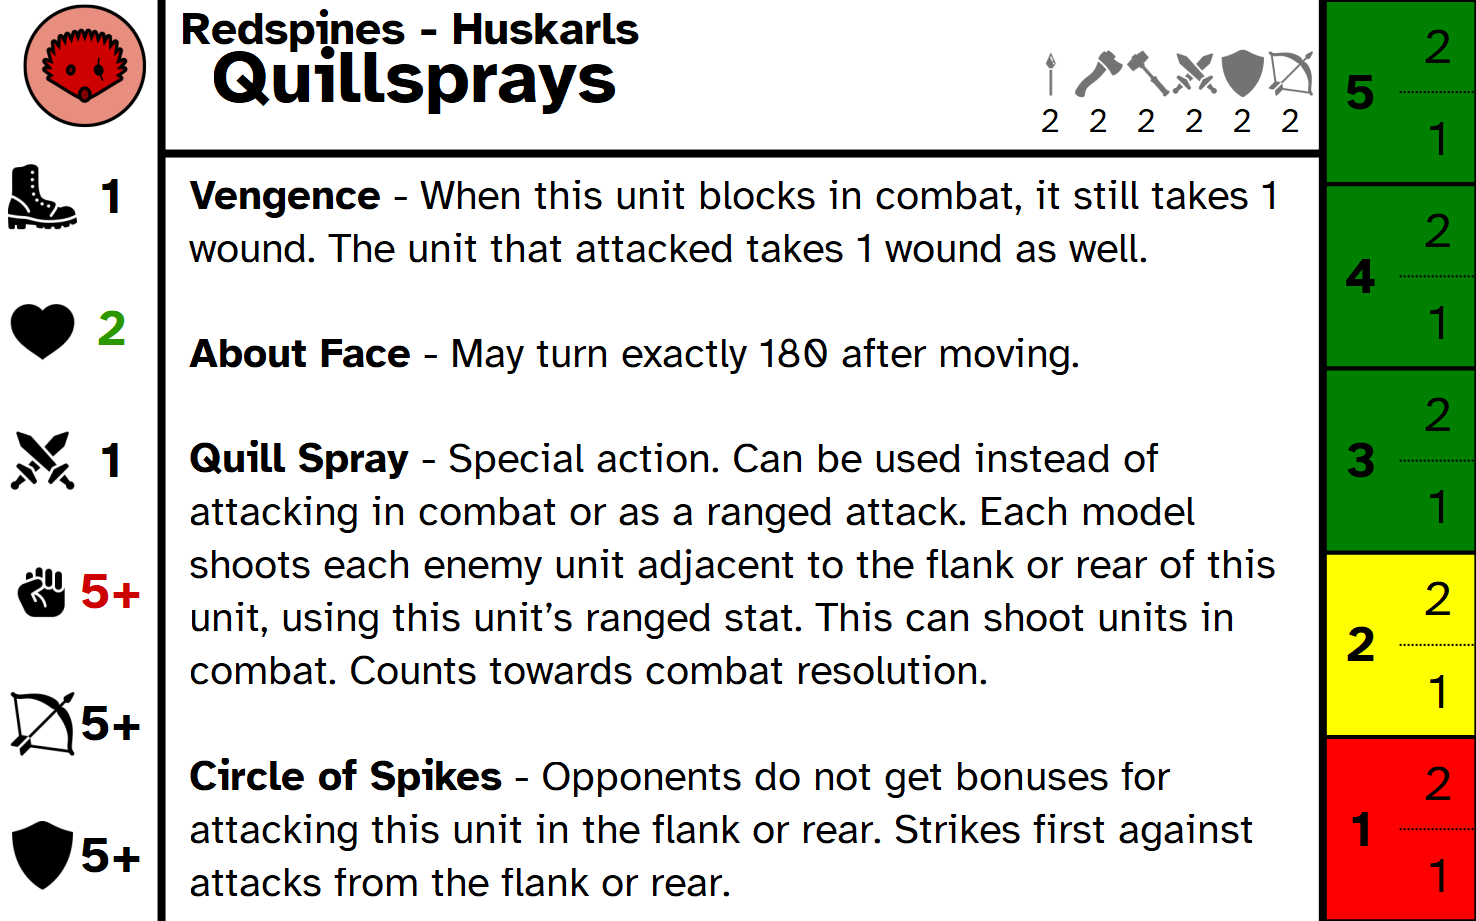 Redspines - Huskarls
Quillsprays
2 2 2 2 2 2
1
2
1
5+
5+
5+
Vengence - When this unit blocks in combat, it still takes 1
wound. The unit that attacked takes 1 wound as well.
About Face - May turn exactly 180 after moving.
Quill Spray - Special action. Can be used instead of
attacking in combat or as a ranged attack. Each model
shoots each enemy unit adjacent to the flank or rear of this
unit, using this unit’s ranged stat. This can shoot units in
combat. Counts towards combat resolution.
Circle of Spikes - Opponents do not get bonuses for
attacking this unit in the flank or rear. Strikes first against
attacks from the flank or rear.
5
2
1
4
2
1
3
2
1
2
2
1
1
2
1